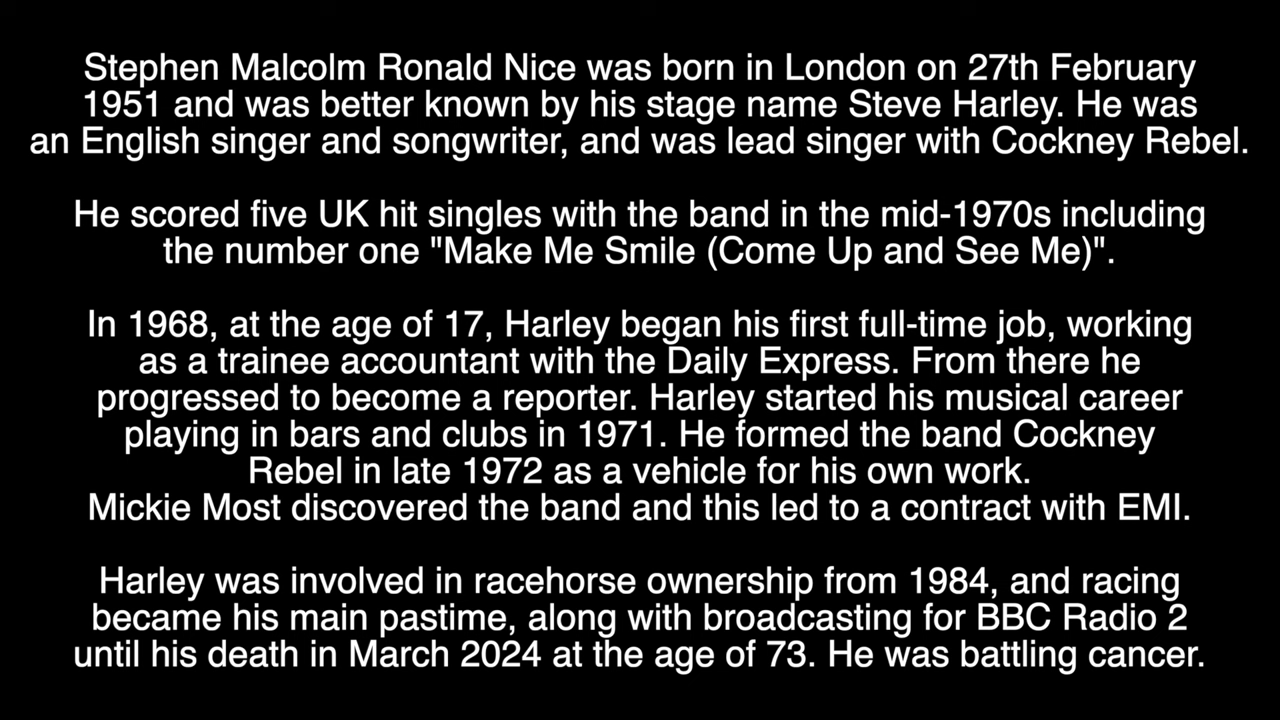 Stephen Malcolm Ronald Nice was born in London on 27th February
1951 and was better known by his stage name Steve Harley. He was
an English singer and songwriter, and was lead singer with Cockney Rebel.
He scored five UK hit singles with the band in the mid-1970s including
the number one "Make Me Smile (Come Up and See Me)".
In 1968, at the age of 17, Harley began his first full-time job, working
as a trainee accountant with the Daily Express. From there he
progressed to become a reporter. Harley started his musical career
playing in bars and clubs in 1971. He formed the band Cockney
Rebel in late 1972 as a vehicle for his own work.
Mickie Most discovered the band and this led to a contract with EMI.
Harley was involved in racehorse ownership from 1984, and racing
became his main pastime, along with broadcasting for BBC Radio 2
until his death in March 2024 at the age of 73. He was battling cancer.